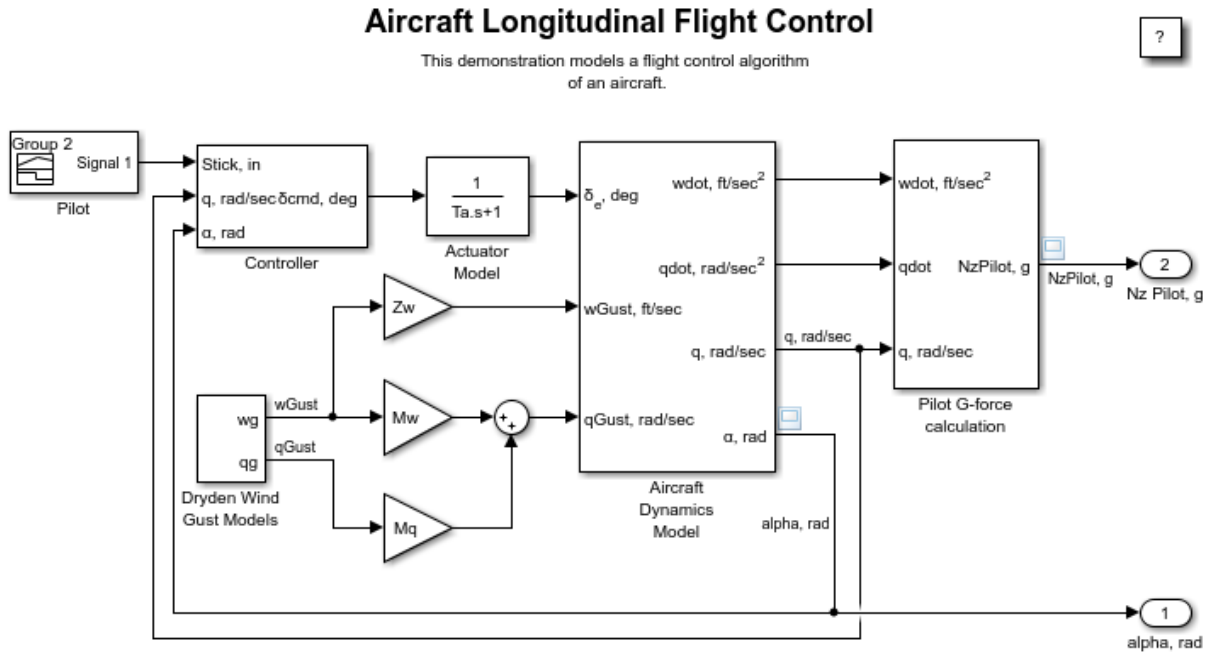 Aircraft Longitudinal Flight Control
?
This demonstration models a flight control algorithm
of an aircraft.
Group 2
Signal 1
Pilot
Stick, in
q, rad/sec
δcmd, deg
α, rad
Controller
1
Ta.s+1
Actuator
Model
Zw
wg
qg
wGust
qGust
Dryden Wind
Gust Models
Mw
Mq
+
+
δe, deg
wGust, ft/sec
qGust, rad/sec
wdot, ft/sec²
qdot, rad/sec²
q, rad/sec
α, rad
Aircraft
Dynamics
Model
q, rad/sec
alpha, rad
wdot, ft/sec²
qdot
q, rad/sec
NzPilot, g
Pilot G-force
calculation
NzPilot, g
2
Nz Pilot, g
1
alpha, rad